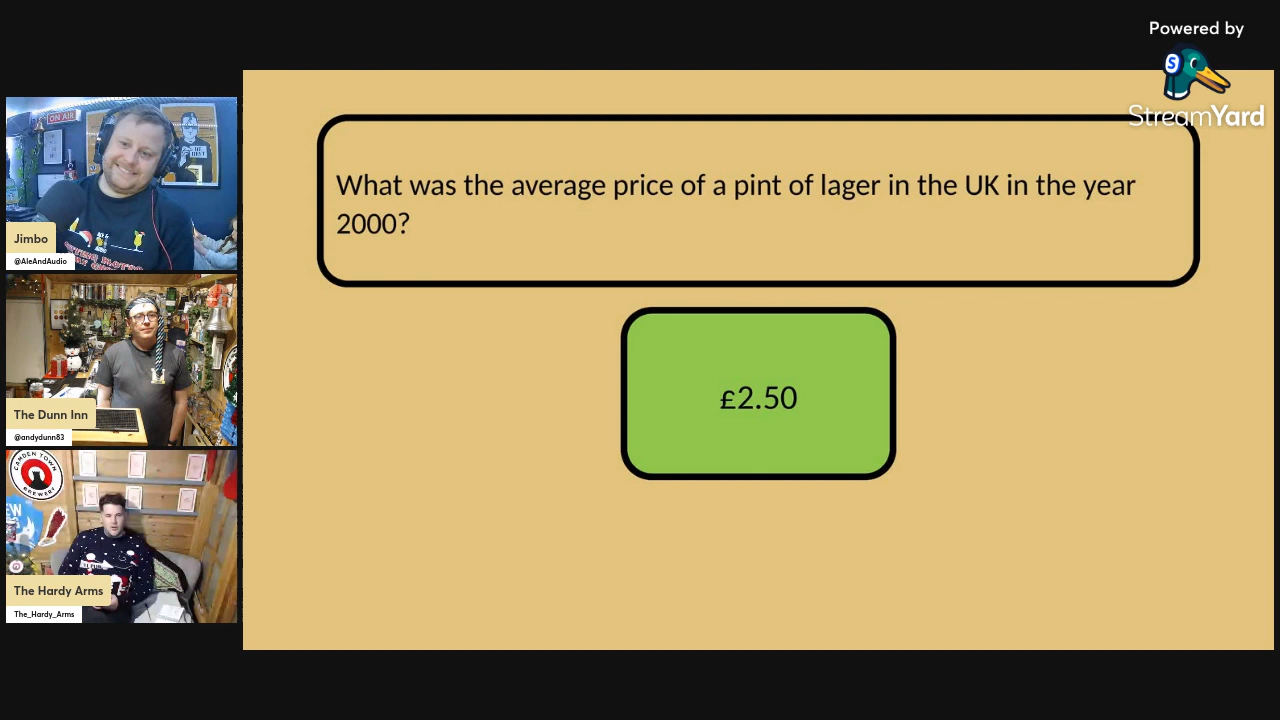 Powered by
StreamYard
What was the average price of a pint of lager in the UK in the year
2000?
£2.50
ON AIR
Jimbo
@AleAndAudio
The Dunn Inn
@andydunn83
CAMDEN TOWN
BREWERY
The Hardy Arms
The_Hardy_Arms